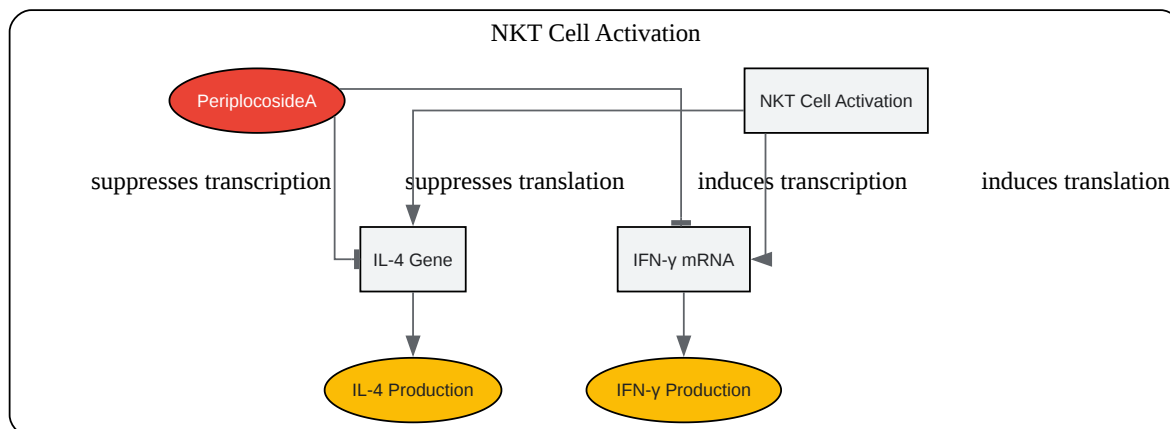 NKT Cell Activation
PeriplocosideA
NKT Cell Activation
suppresses transcription
suppresses translation
induces transcription
induces translation
IL-4 Gene
IFN-γ mRNA
IL-4 Production
IFN-γ Production